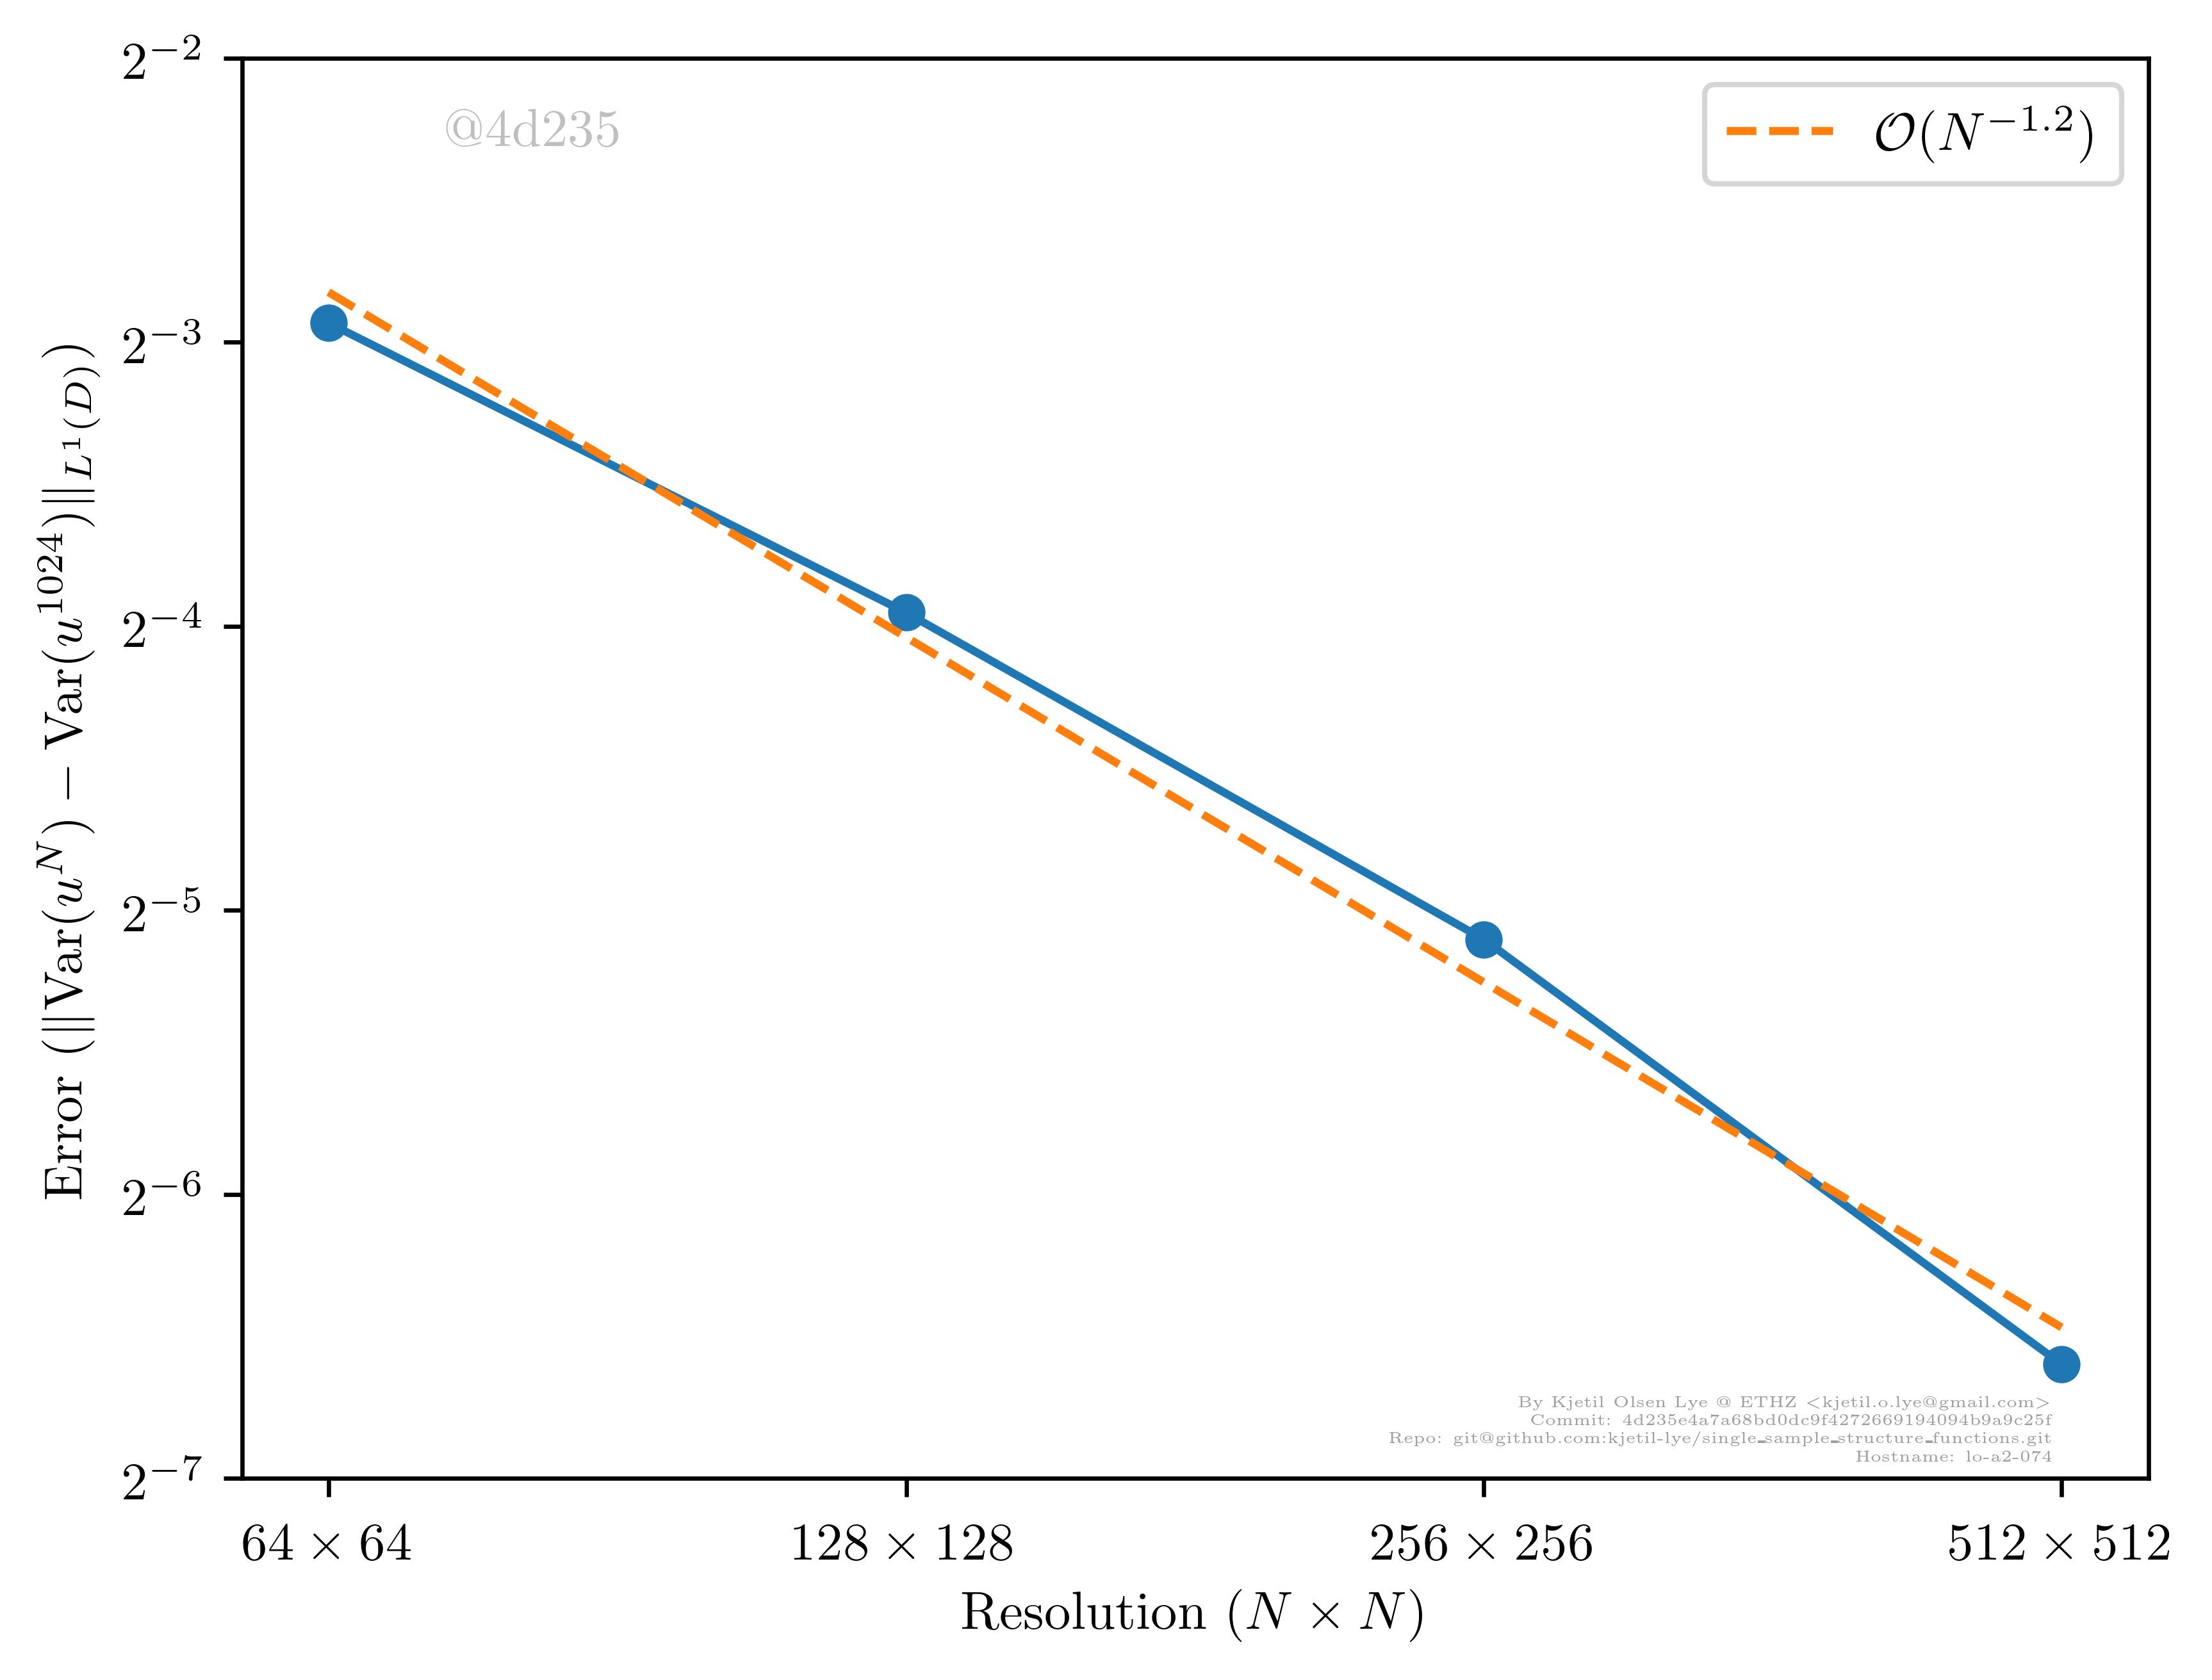 2^{-2}
@4d235
\mathcal{O}(N^{-1.2})
2^{-3}
2^{-4}
2^{-5}
2^{-6}
2^{-7}
Error (||Var(u^N) − Var(u^{1024})||_{L^1(D)})
By Kjetil Olsen Lye @ ETHZ <kjetil.o.lye@gmail.com>
Commit: 4d235e4a7a68bd0dc9f4272669194094b9a9c25f
Repo: git@github.com:kjetil-lye/single_sample_structure_functions.git
Hostname: lo-a2-074
64 × 64 128 × 128 256 × 256 512 × 512
Resolution (N × N)